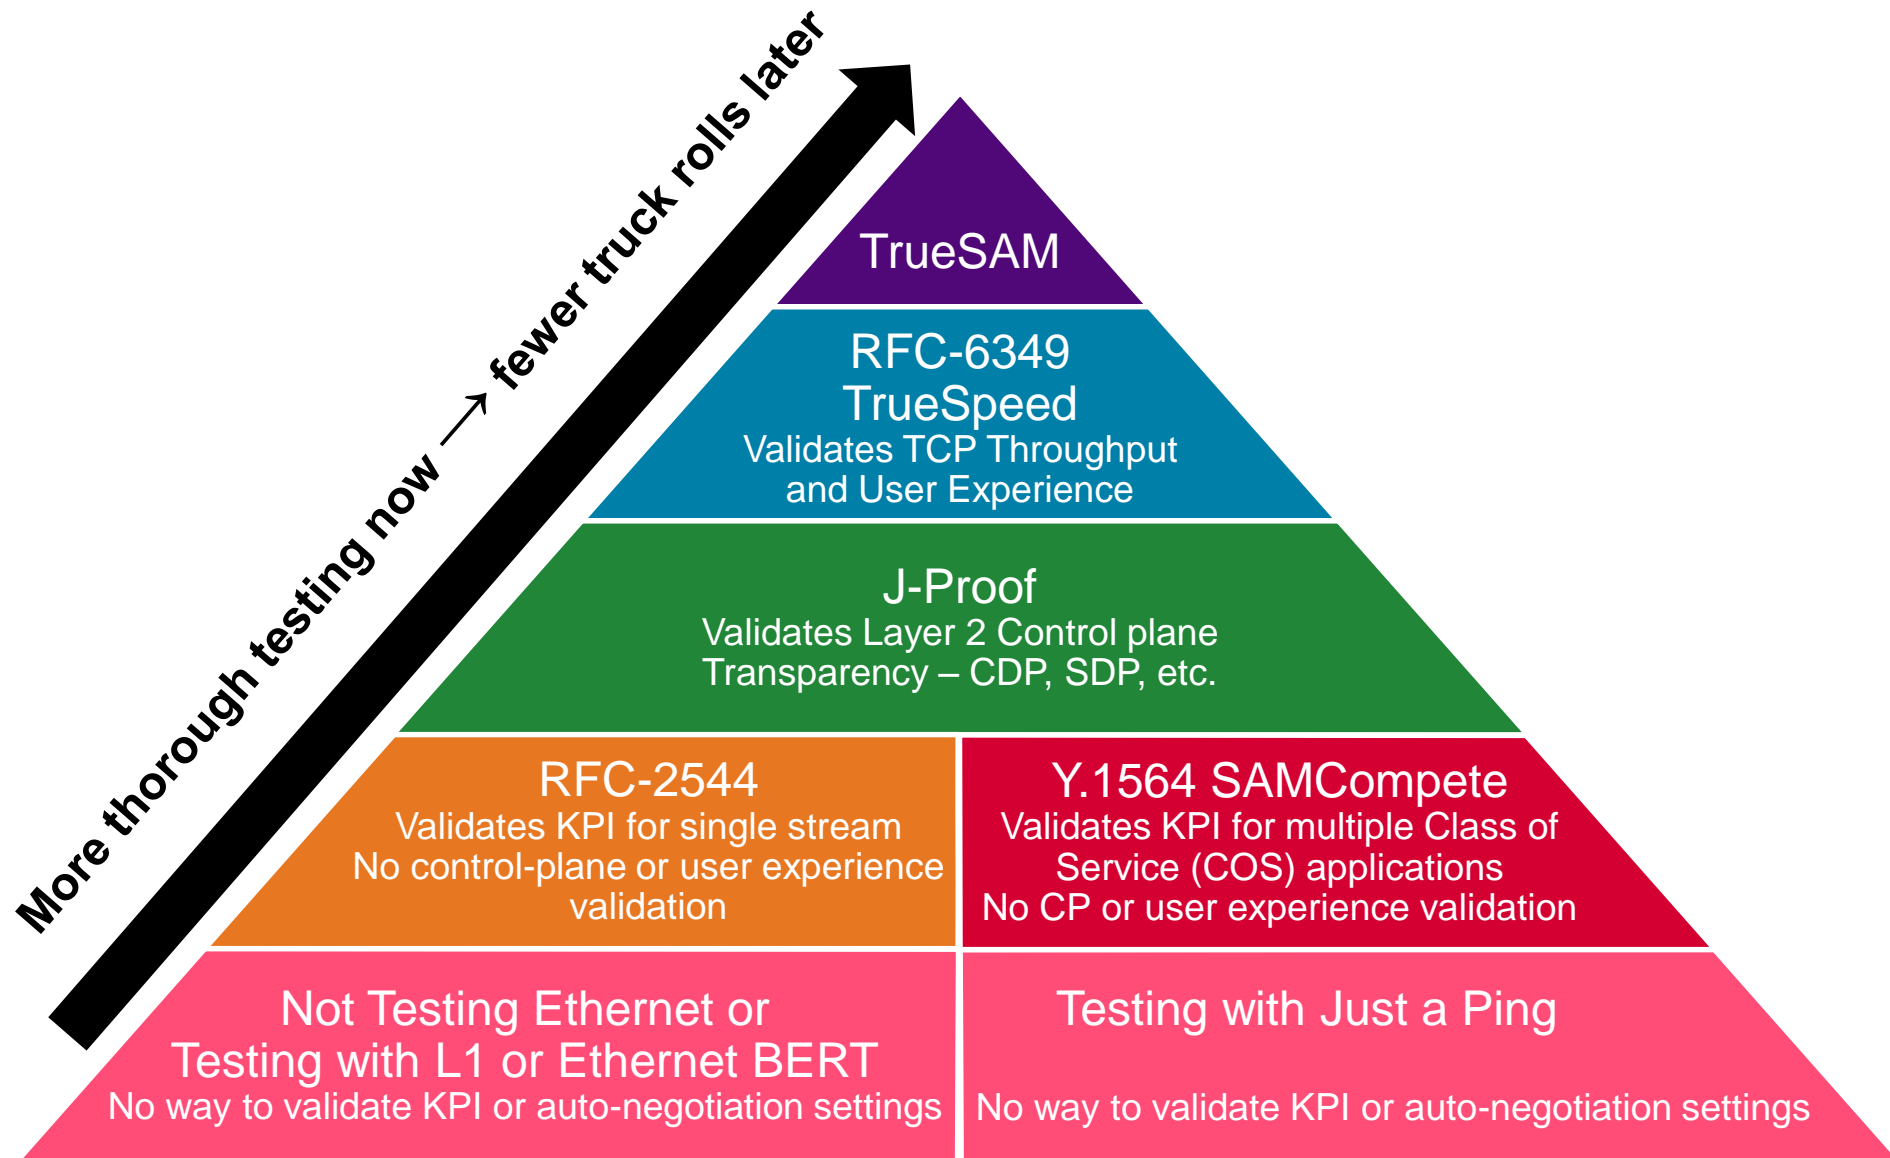 More thorough testing now → fewer truck rolls later
TrueSAM
RFC-6349
TrueSpeed
Validates TCP Throughput
and User Experience
J-Proof
Validates Layer 2 Control plane
Transparency – CDP, SDP, etc.
RFC-2544
Validates KPI for single stream
No control-plane or user experience
validation
Y.1564 SAMCompete
Validates KPI for multiple Class of
Service (COS) applications
No CP or user experience validation
Not Testing Ethernet or
Testing with L1 or Ethernet BERT
No way to validate KPI or auto-negotiation settings
Testing with Just a Ping
No way to validate KPI or auto-negotiation settings